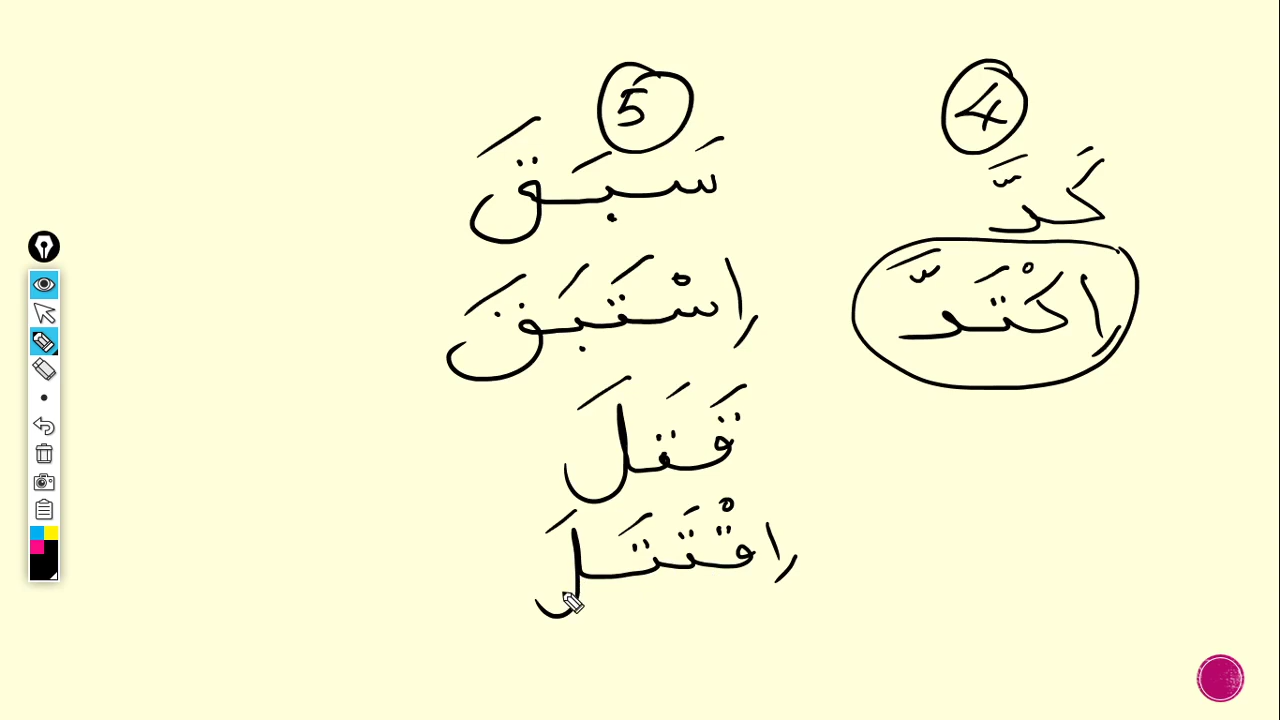 4
كَدَّ
اِكْتَدَّ
5
سَبَقَ
اِسْتَبَقَ
قَتَلَ
اِقْتَتَلَ